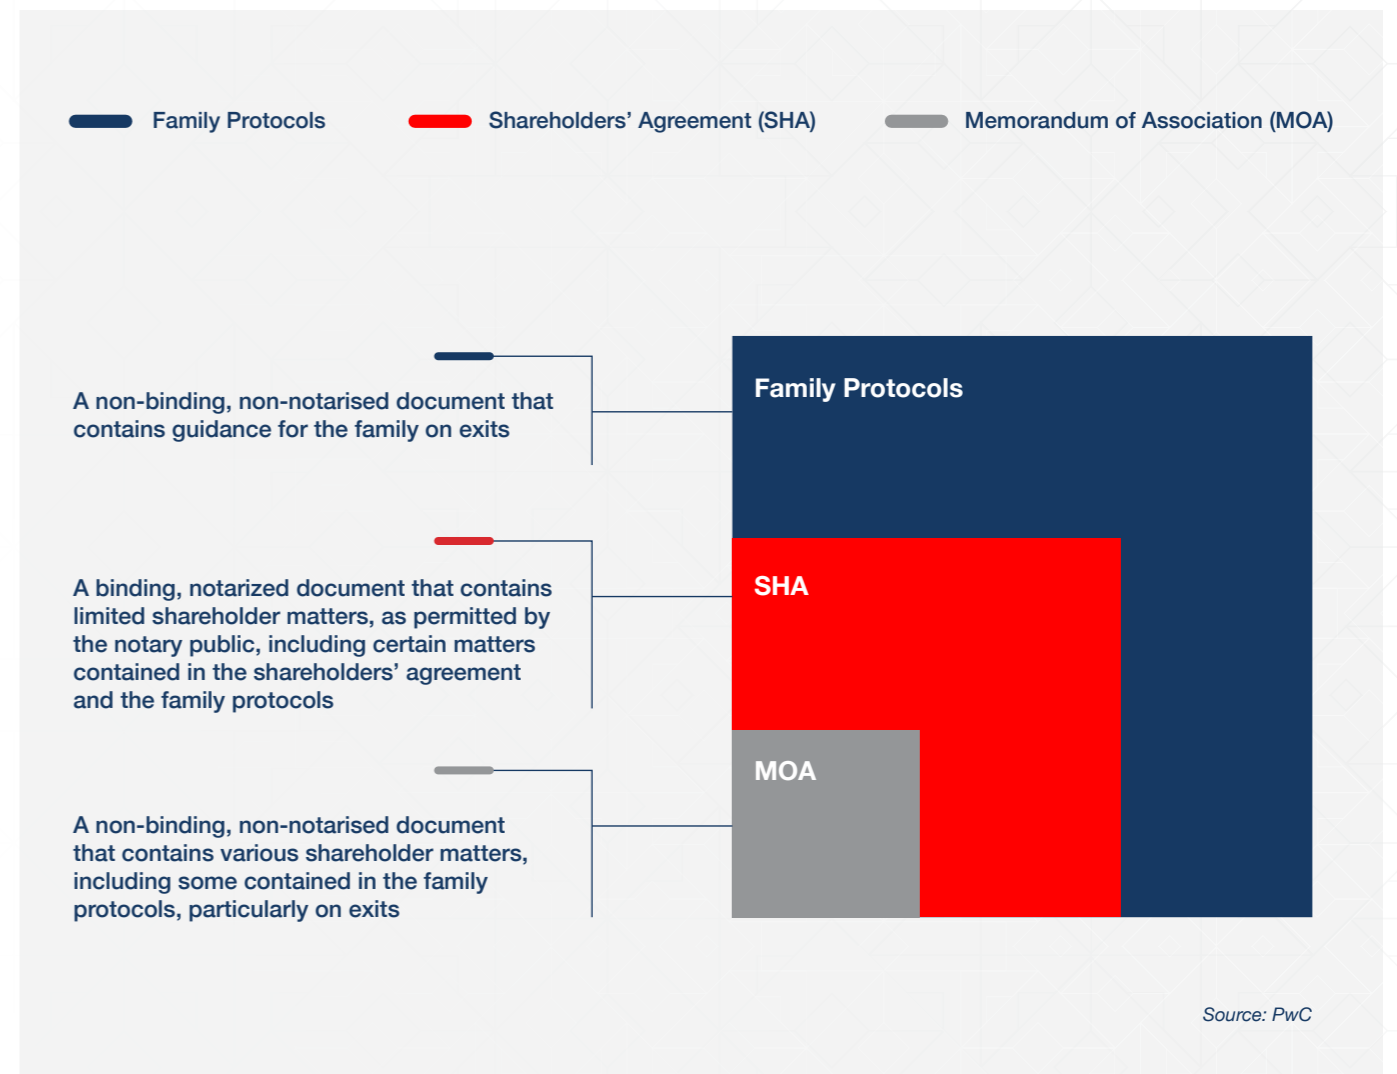 Family Protocols
Shareholders’ Agreement (SHA)
Memorandum of Association (MOA)
A non-binding, non-notarised document that
contains guidance for the family on exits
Family Protocols
A binding, notarized document that contains
limited shareholder matters, as permitted by
the notary public, including certain matters
contained in the shareholders’ agreement
and the family protocols
SHA
A non-binding, non-notarised document
that contains various shareholder matters,
including some contained in the family
protocols, particularly on exits
MOA
Source: PwC